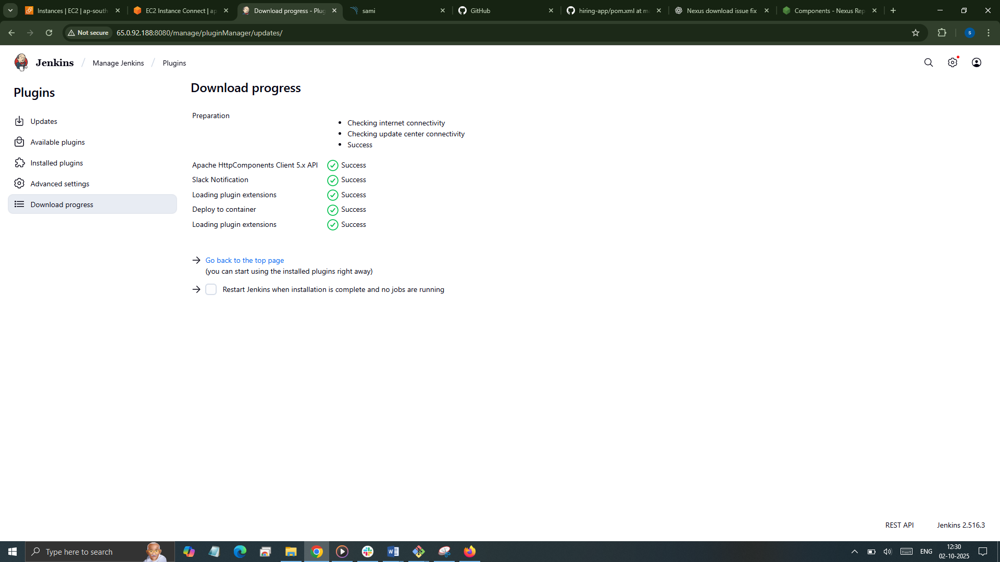 Instances | EC2 | ap-south
EC2 Instance Connect | ap
Download progress - Plug
sami
GitHub
hiring-app/pom.xml at m
Nexus download issue fix
Components - Nexus Rep
Not secure
65.0.92.188:8080/manage/pluginManager/updates/
s
Jenkins / Manage Jenkins / Plugins
Plugins
Updates
Available plugins
Installed plugins
Advanced settings
Download progress
Download progress
Preparation
• Checking internet connectivity
• Checking update center connectivity
• Success
Apache HttpComponents Client 5.x API Success
Slack Notification Success
Loading plugin extensions Success
Deploy to container Success
Loading plugin extensions Success
→ Go back to the top page
(you can start using the installed plugins right away)
→ Restart Jenkins when installation is complete and no jobs are running
REST API Jenkins 2.516.3
Type here to search
ENG
12:30
02-10-2025